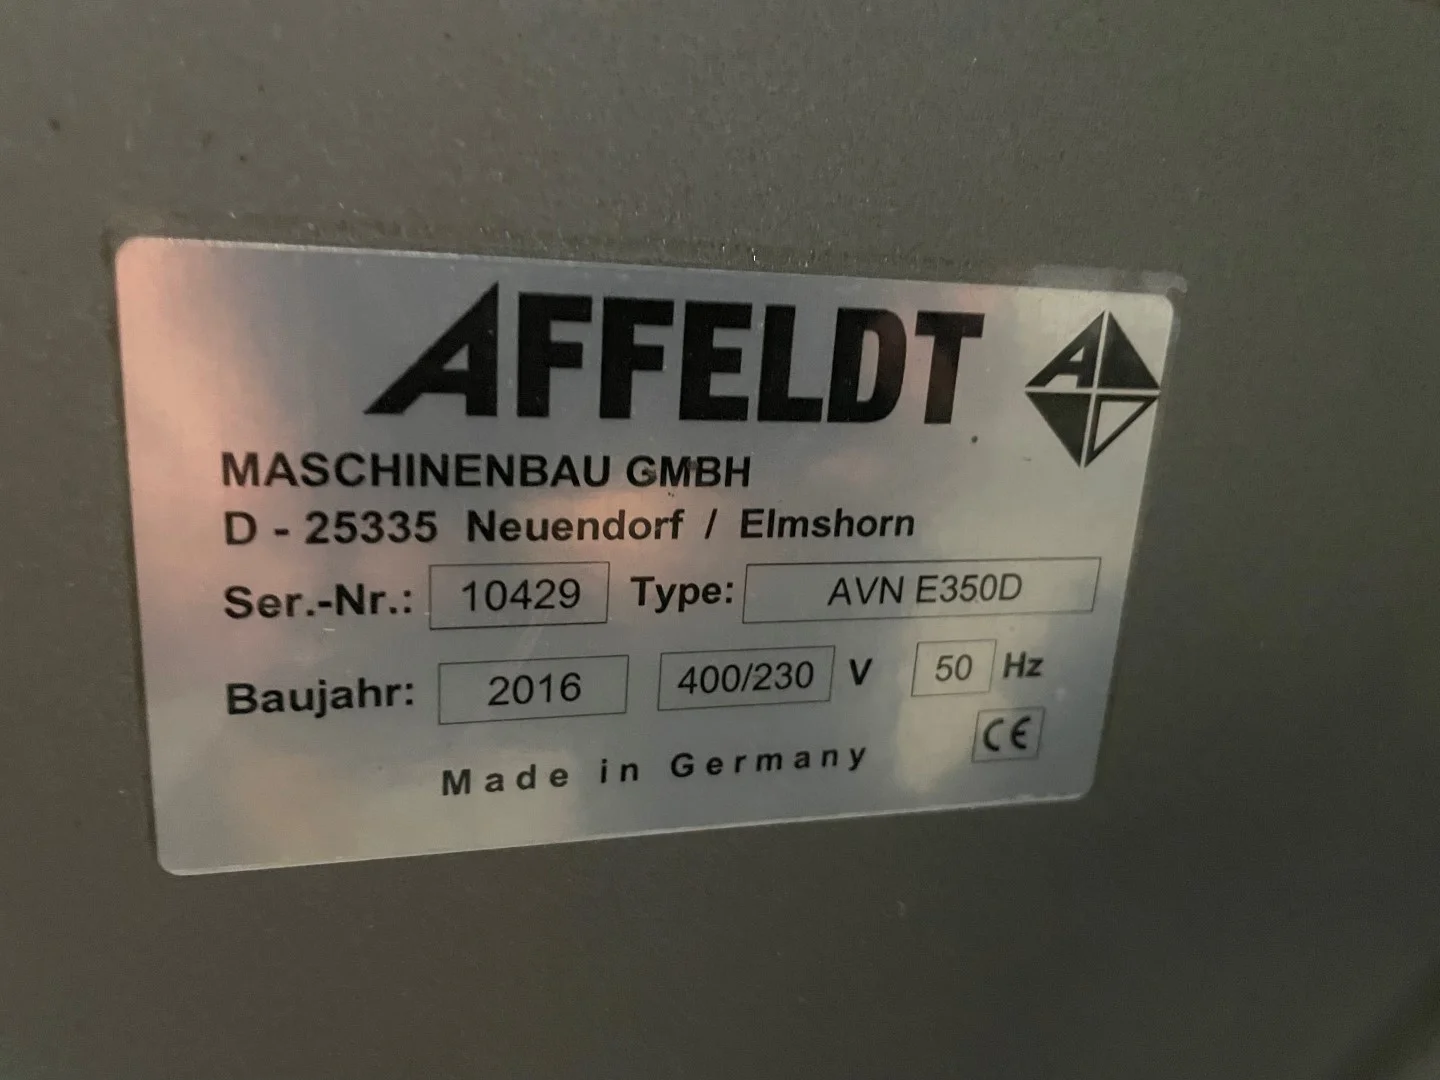 AFFELDT
A D
MASCHINENBAU GMBH
D - 25335 Neuendorf / Elmshorn
Ser.-Nr.: 10429 Type: AVN E350D
Baujahr: 2016 400/230 V 50 Hz
Made in Germany CE